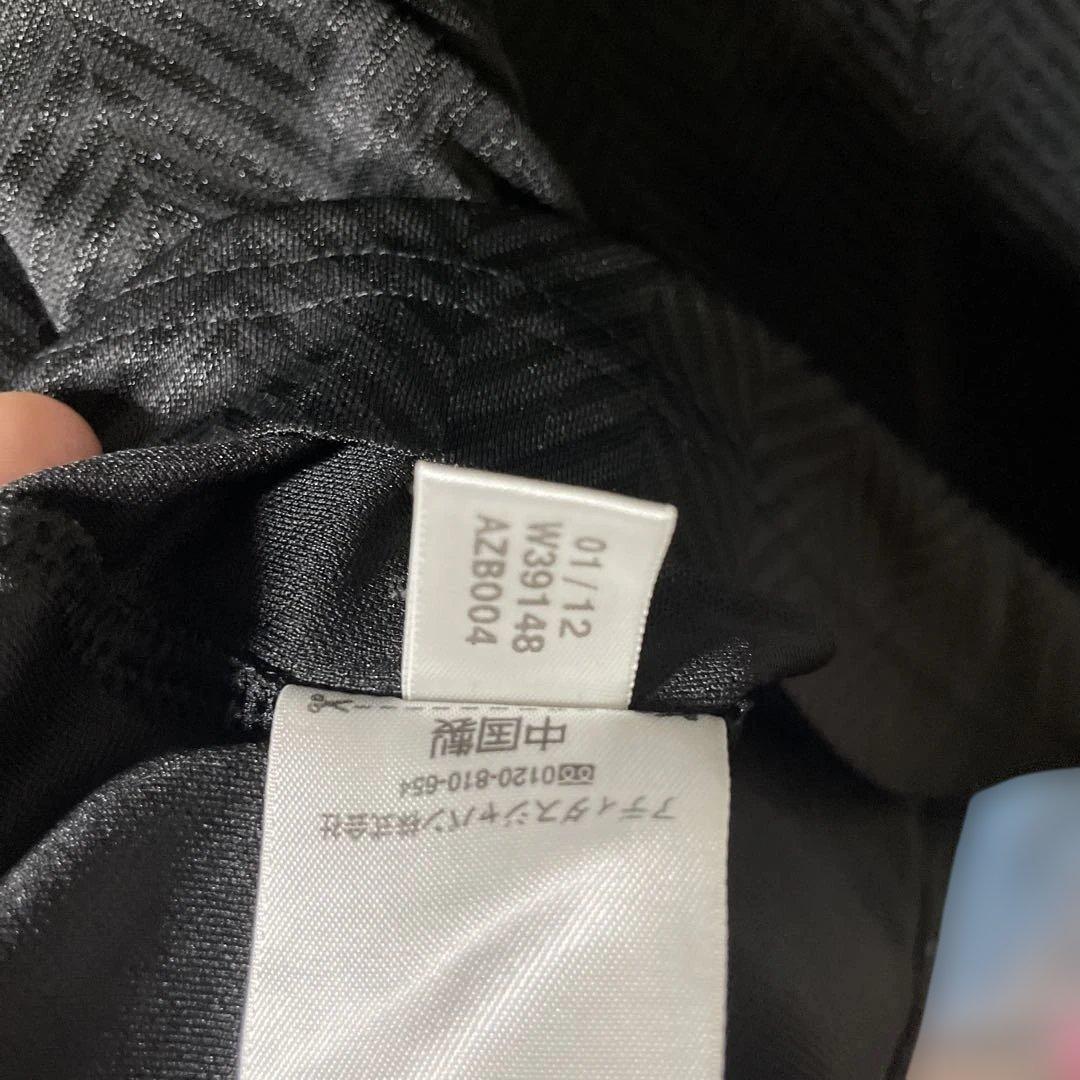 01/12
W39148
AZB004
アディダスジャパン株式会社
0120-810-654
中国製